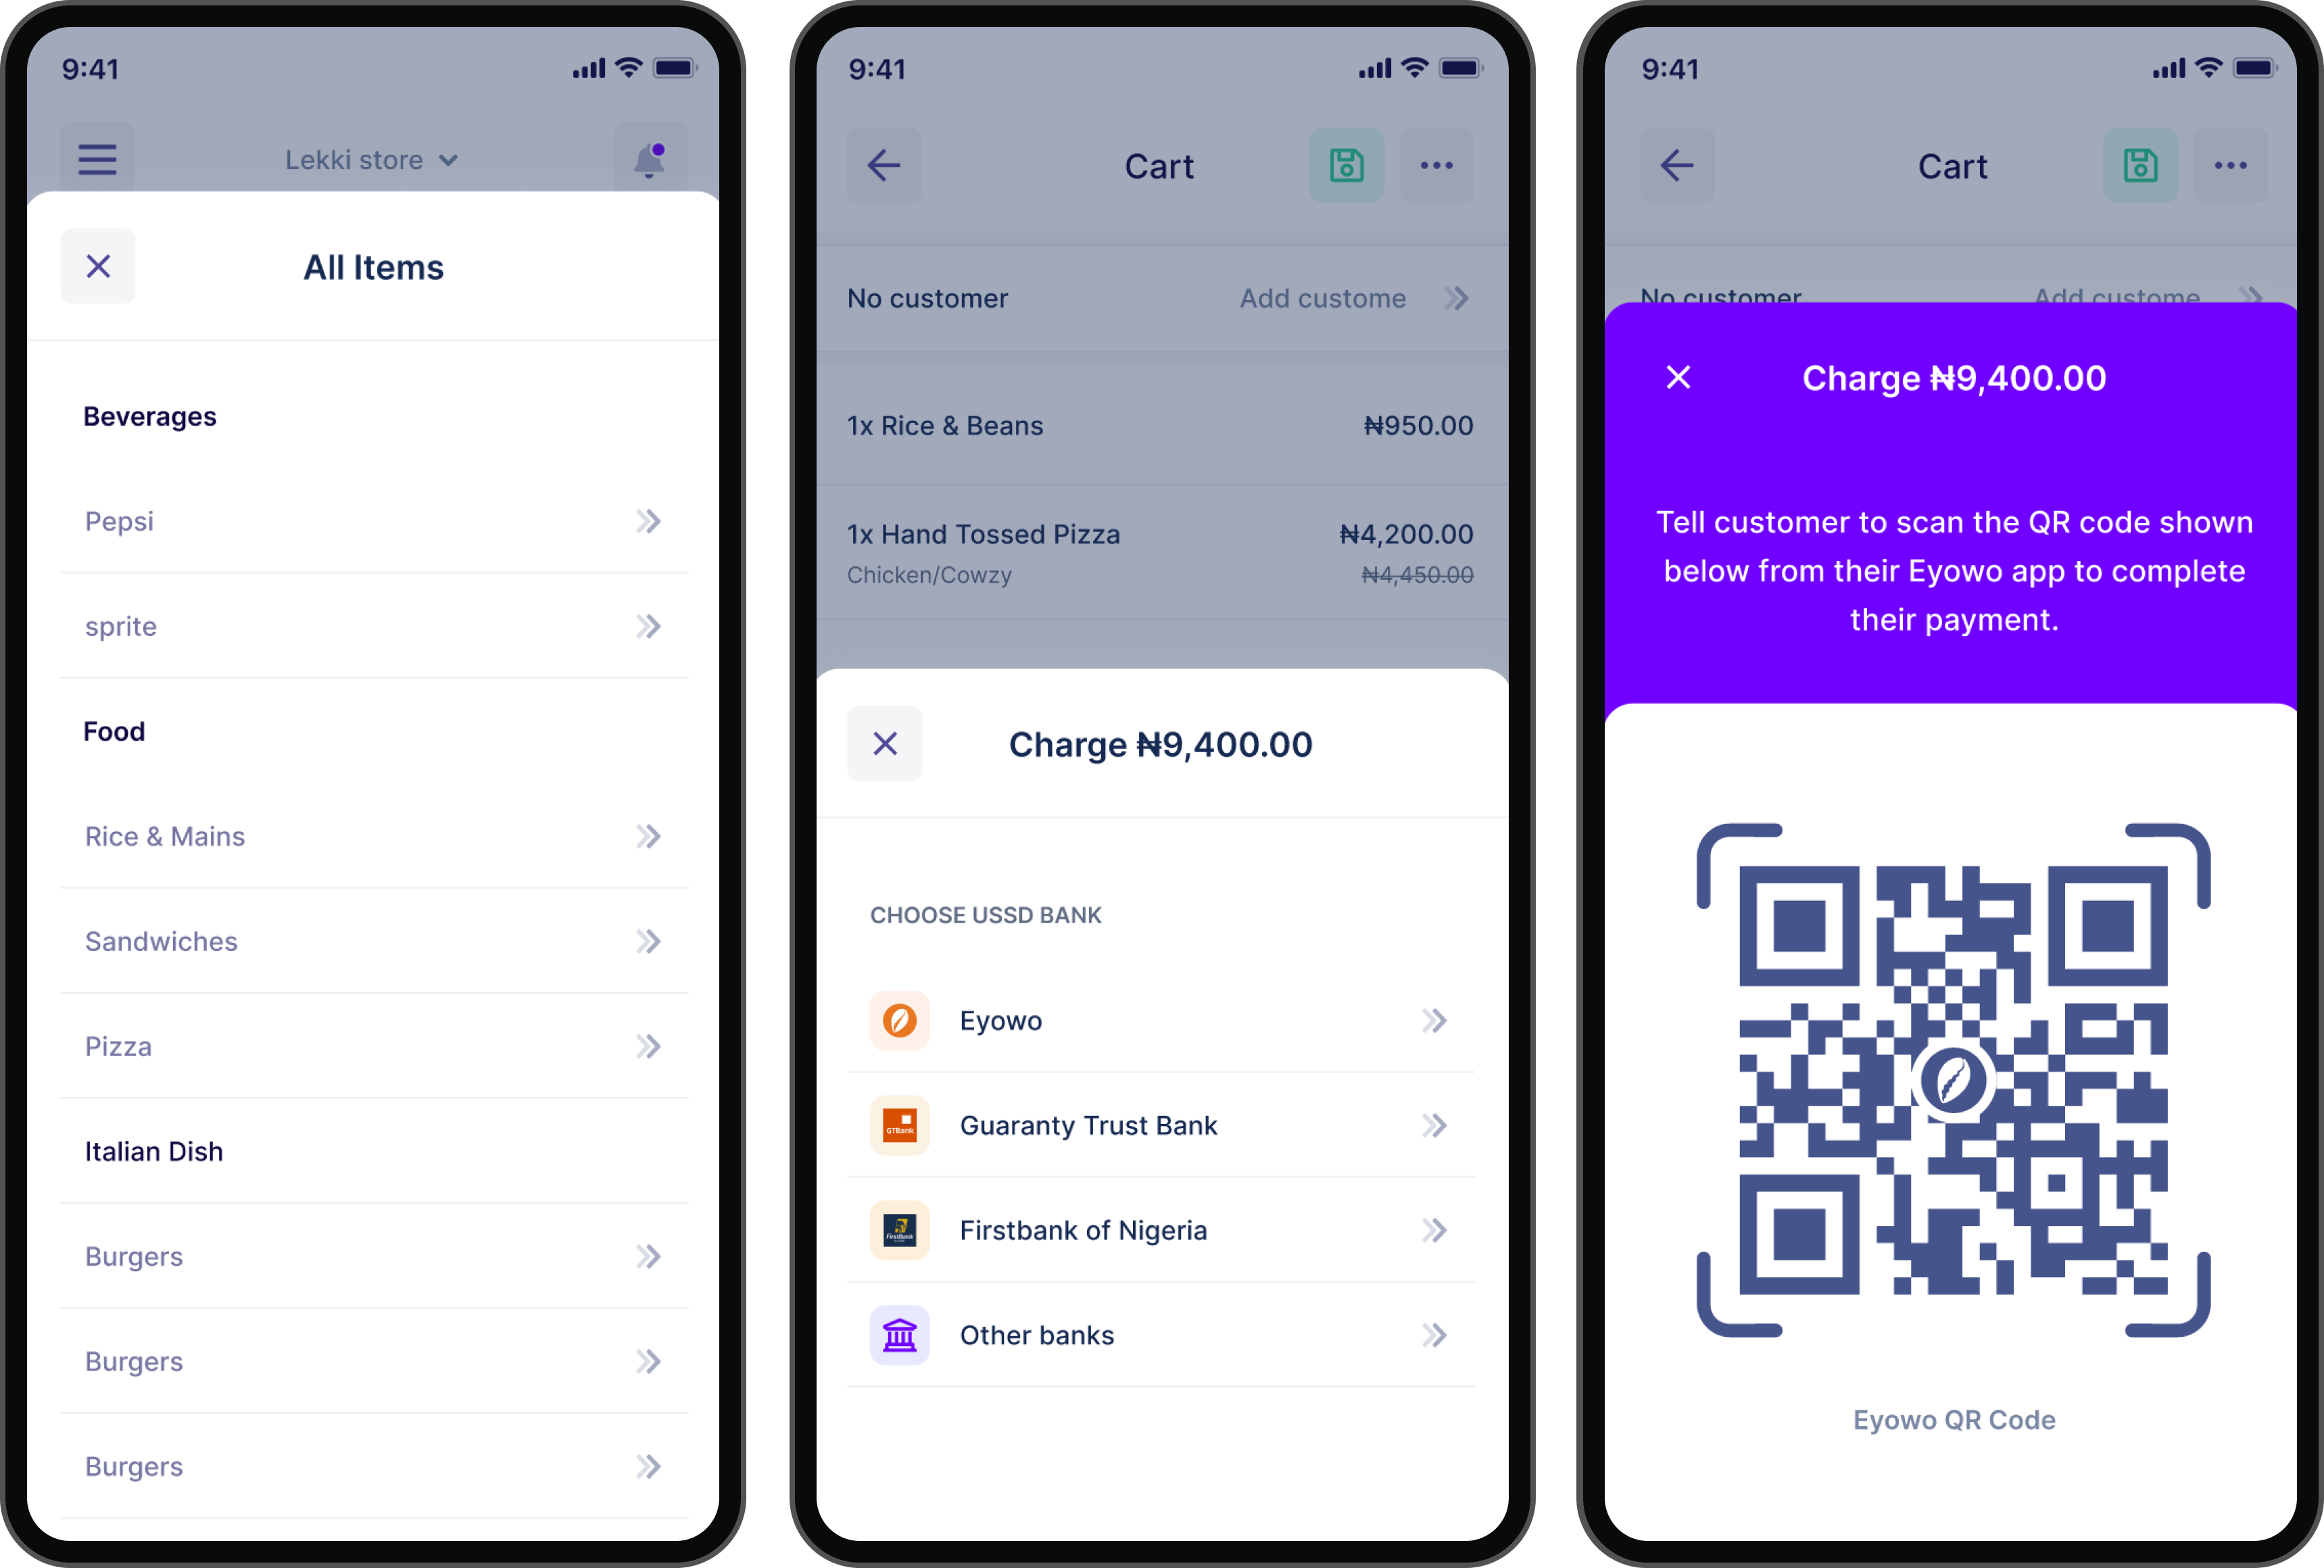 9:41
Lekki store
All Items
Beverages
Pepsi
sprite
Food
Rice & Mains
Sandwiches
Pizza
Italian Dish
Burgers
Burgers
Burgers
9:41
Cart
No customer Add custome
1x Rice & Beans ₦950.00
1x Hand Tossed Pizza ₦4,200.00
Chicken/Cowzy ₦4,450.00
Charge ₦9,400.00
CHOOSE USSD BANK
Eyowo
GTBank
Guaranty Trust Bank
FirstBank
Firstbank of Nigeria
Other banks
9:41
Cart
No customer Add custome
Charge ₦9,400.00
Tell customer to scan the QR code shown
below from their Eyowo app to complete
their payment.
Eyowo QR Code